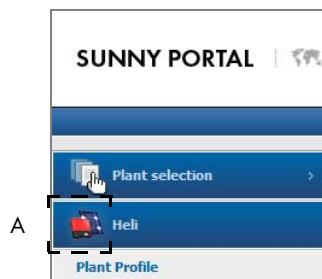 SUNNY PORTAL
Plant selection
A
Heli
Plant Profile